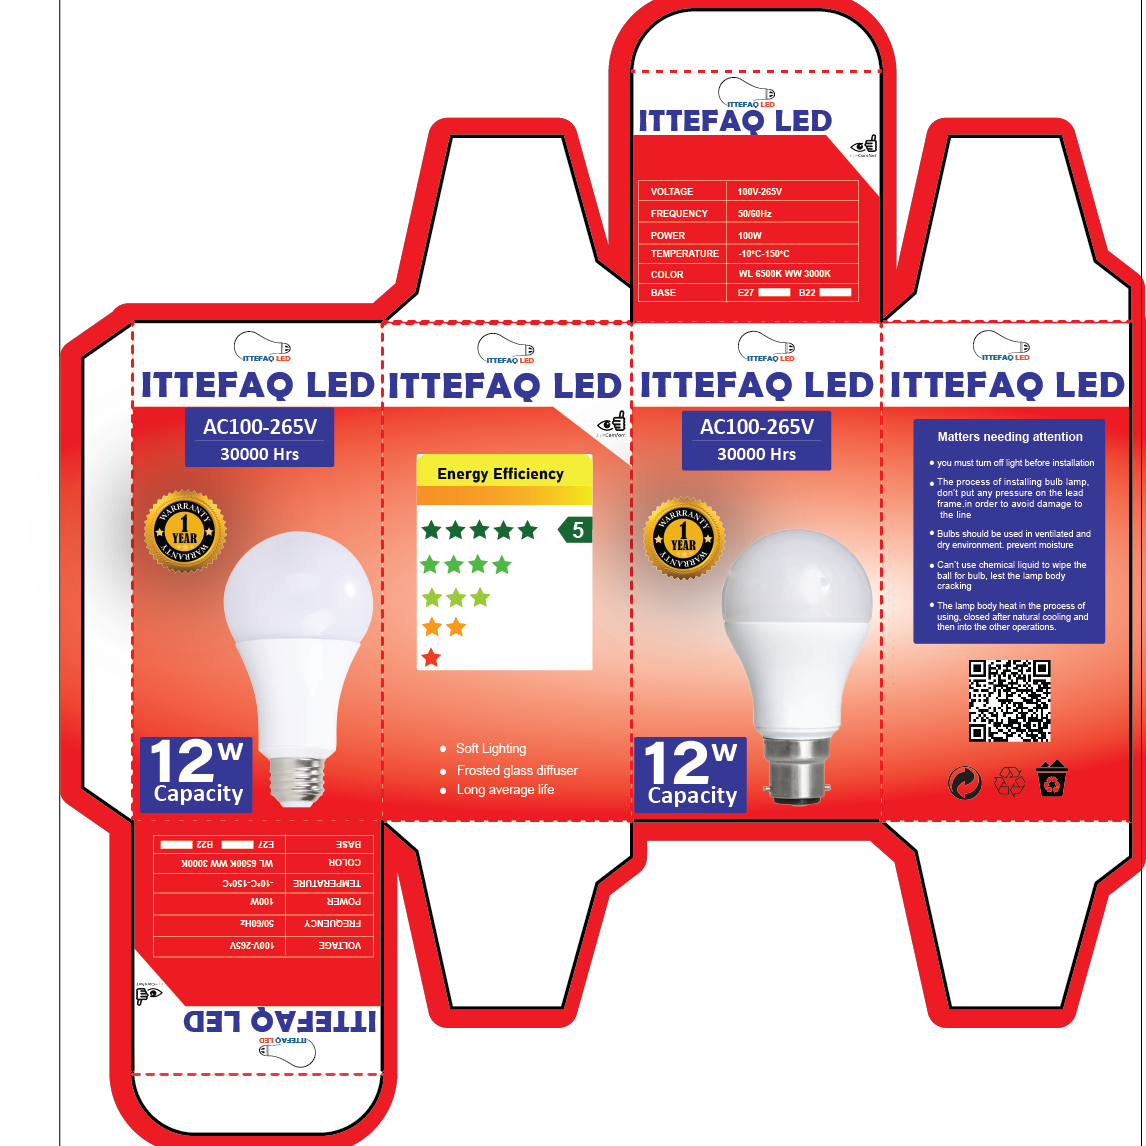 ITTEFAQ LED
ITTEFAQ LED
EyeComfort
VOLTAGE 100V-265V
FREQUENCY 50/60Hz
POWER 100W
TEMPERATURE -10°C-150°C
COLOR WL 6500K WW 3000K
BASE E27 B22
ITTEFAQ LED
ITTEFAQ LED
AC100-265V
30000 Hrs
WARRRANTY
1
YEAR
WARRANTY
12W
Capacity
ITTEFAQ LED
ITTEFAQ LED
EyeComfort
Energy Efficiency
5
Soft Lighting
Frosted glass diffuser
Long average life
ITTEFAQ LED
ITTEFAQ LED
AC100-265V
30000 Hrs
WARRRANTY
1
YEAR
WARRANTY
12W
Capacity
ITTEFAQ LED
ITTEFAQ LED
Matters needing attention
you must turn off light before installation
The process of installing bulb lamp,
don't put any pressure on the lead
frame.in order to avoid damage to
the line
Bulbs should be used in ventilated and
dry environment. prevent moisture
Can't use chemical liquid to wipe the
ball for bulb, lest the lamp body
cracking
The lamp body heat in the process of
using, closed after natural cooling and
then into the other operations.
ITTEFAQ LED
ITTEFAQ LED
EyeComfort
VOLTAGE 100V-265V
FREQUENCY 50/60Hz
POWER 100W
TEMPERATURE -10°C-150°C
COLOR WL 6500K WW 3000K
BASE E27 B22